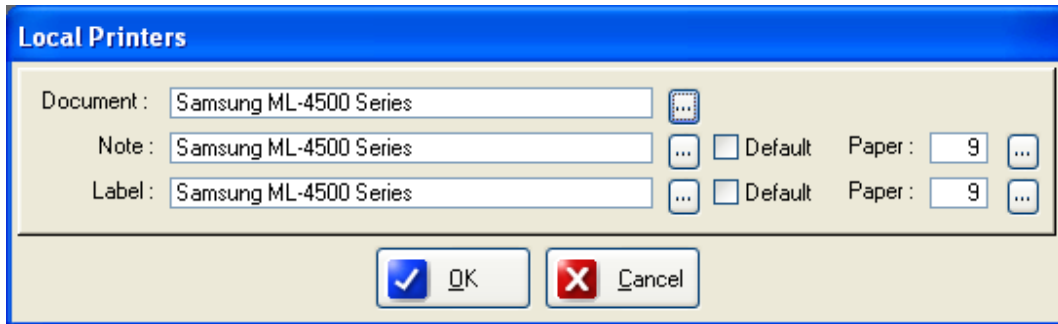 Local Printers
Document : Samsung ML-4500 Series ...
Note : Samsung ML-4500 Series ... Default Paper : 9 ...
Label : Samsung ML-4500 Series ... Default Paper : 9 ...
OK Cancel